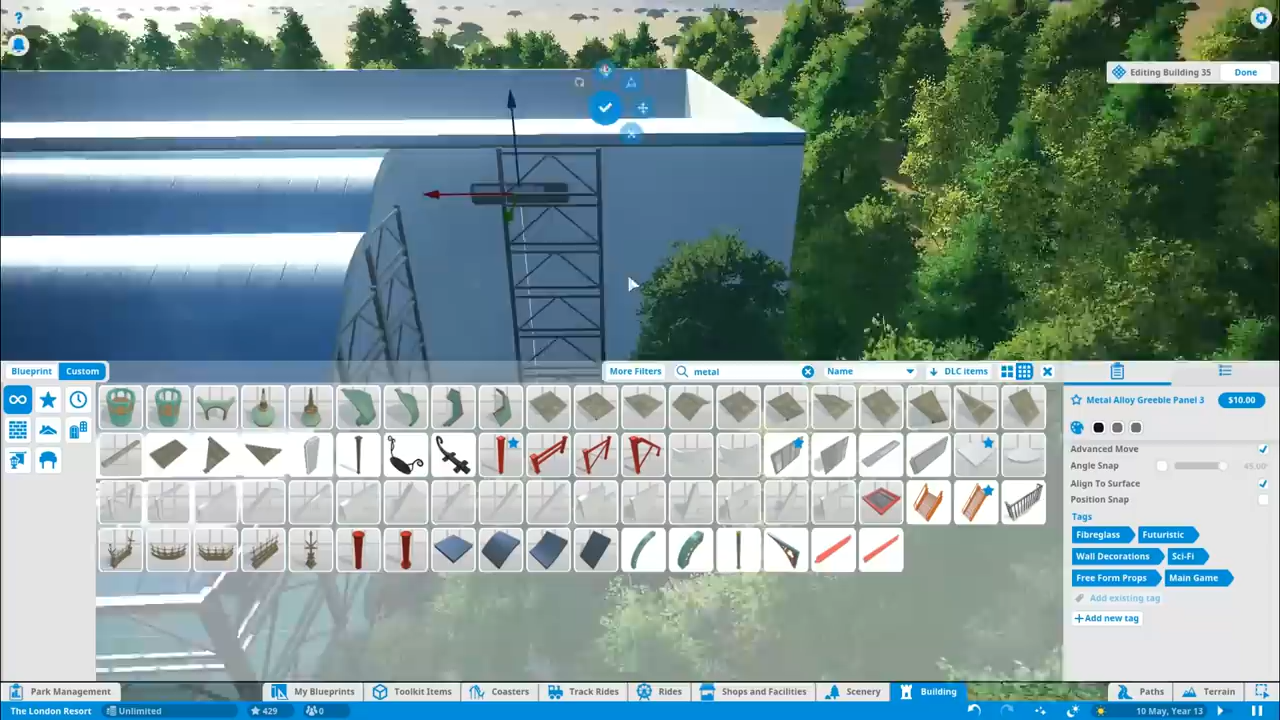 ?
Editing Building 35
Done
Blueprint
Custom
More Filters
metal
Name
DLC items
Metal Alloy Greeble Panel 3
$10.00
Advanced Move
Angle Snap
45.00°
Align To Surface
Position Snap
Tags
Fibreglass
Futuristic
Wall Decorations
Sci-Fi
Free Form Props
Main Game
Add existing tag
+Add new tag
Park Management
My Blueprints
Toolkit Items
Coasters
Track Rides
Rides
Shops and Facilities
Scenery
Building
Paths
Terrain
The London Resort
Unlimited
429
0
10 May, Year 13